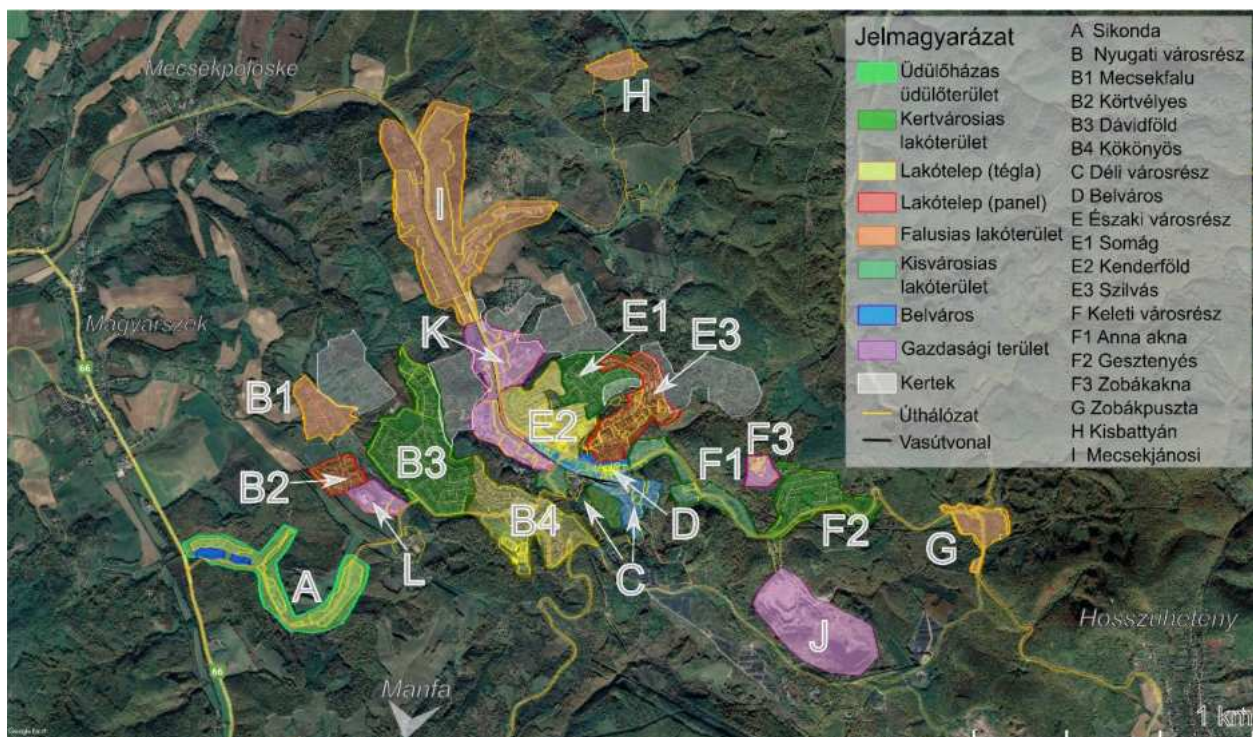 Jelmagyarázat
Üdülőházas
üdülőterület
Kertvárosias
lakóterület
Lakótelep (tégla)
Lakótelep (panel)
Falusias lakóterület
Kisvárosias
lakóterület
Belváros
Gazdasági terület
Kertek
Úthálózat
Vasútvonal
A Sikonda
B Nyugati városrész
B1 Mecsekfalu
B2 Körtvélyes
B3 Dávidföld
B4 Kökönyös
C Déli városrész
D Belváros
E Északi városrész
E1 Somág
E2 Kenderföld
E3 Szilvás
F Keleti városrész
F1 Anna akna
F2 Gesztenyés
F3 Zobákakna
G Zobákpuszta
H Kisbattyán
I Mecsekjánosi
Mecsekpölöske
H
I
Magyarszék
66
K
E1
E3
B1
E2
B3
F3
F1
B2
D
B4
F2
G
L
C
A
J
Hosszúhetény
66
Mánfa
1 km
Google Earth